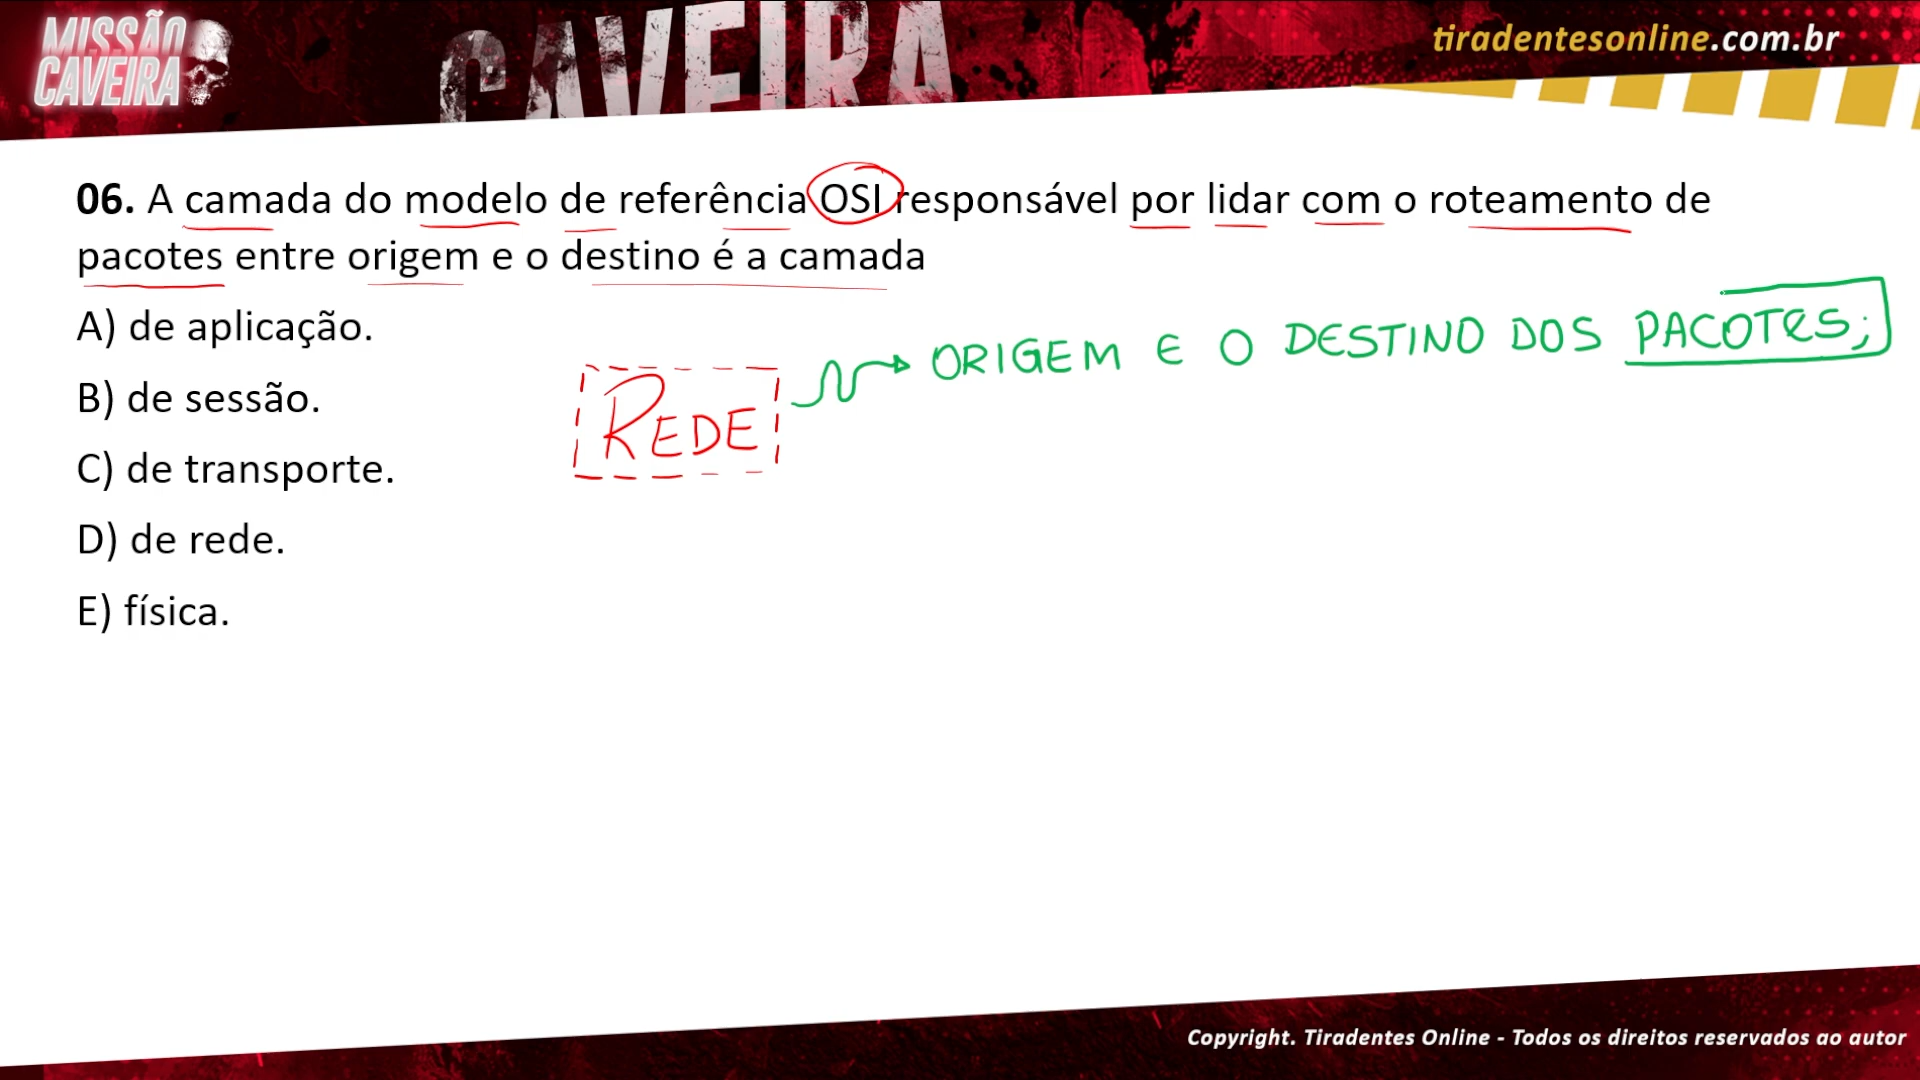 MISSÃO
CAVEIRA
CAVEIRA
tiradentesonline.com.br
06. A camada do modelo de referência OSI responsável por lidar com o roteamento de
pacotes entre origem e o destino é a camada
A) de aplicação.
B) de sessão.
C) de transporte.
D) de rede.
E) física.
REDE
ORIGEM E O DESTINO DOS PACOTES;
Copyright. Tiradentes Online - Todos os direitos reservados ao autor